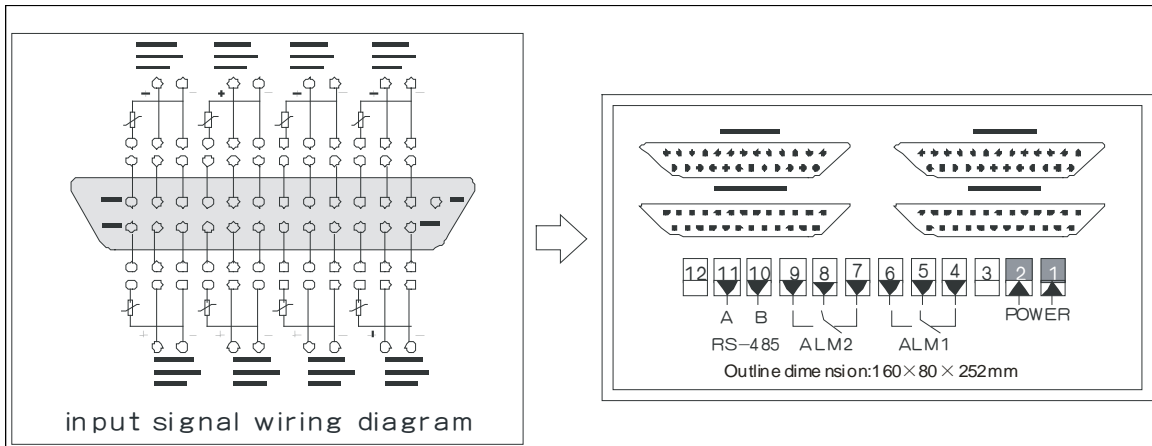 input signal wiring diagram
12 11 10 9 8 7 6 5 4 3 2 1
A B
POWER
RS-485 ALM2 ALM1
Outline dimension:160×80×252mm